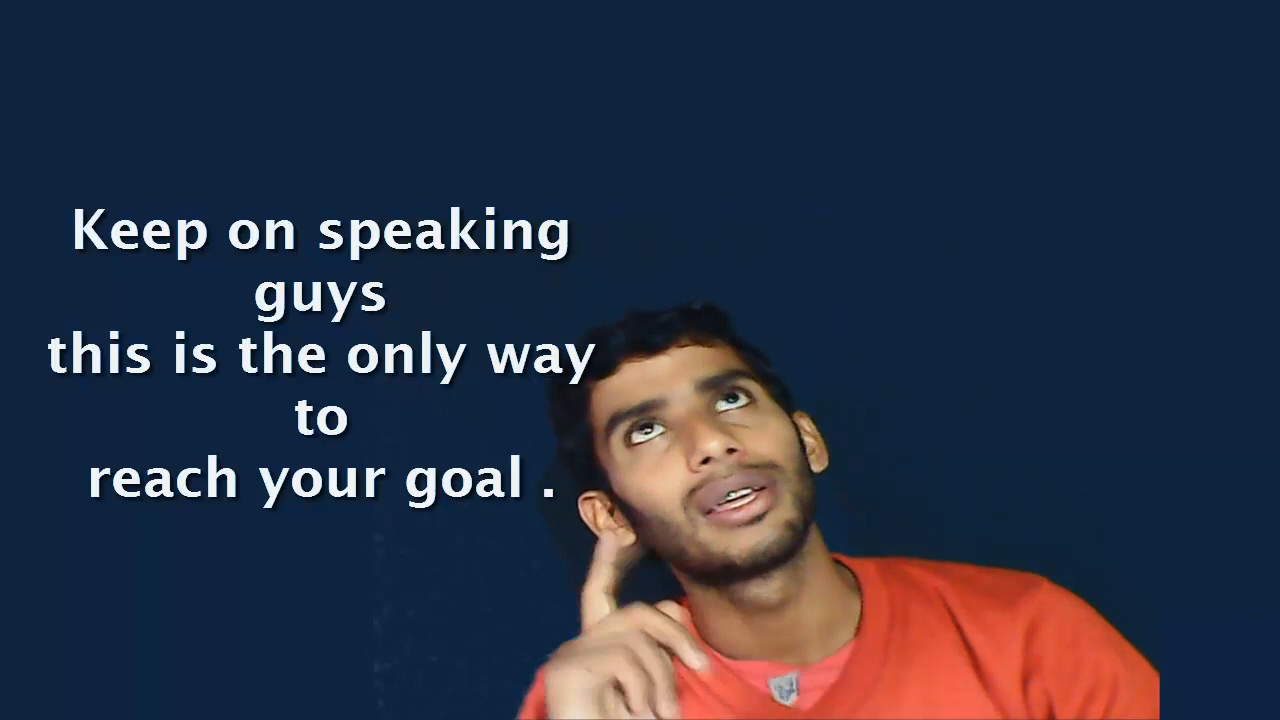 Keep on speaking
guys
this is the only way
to
reach your goal .